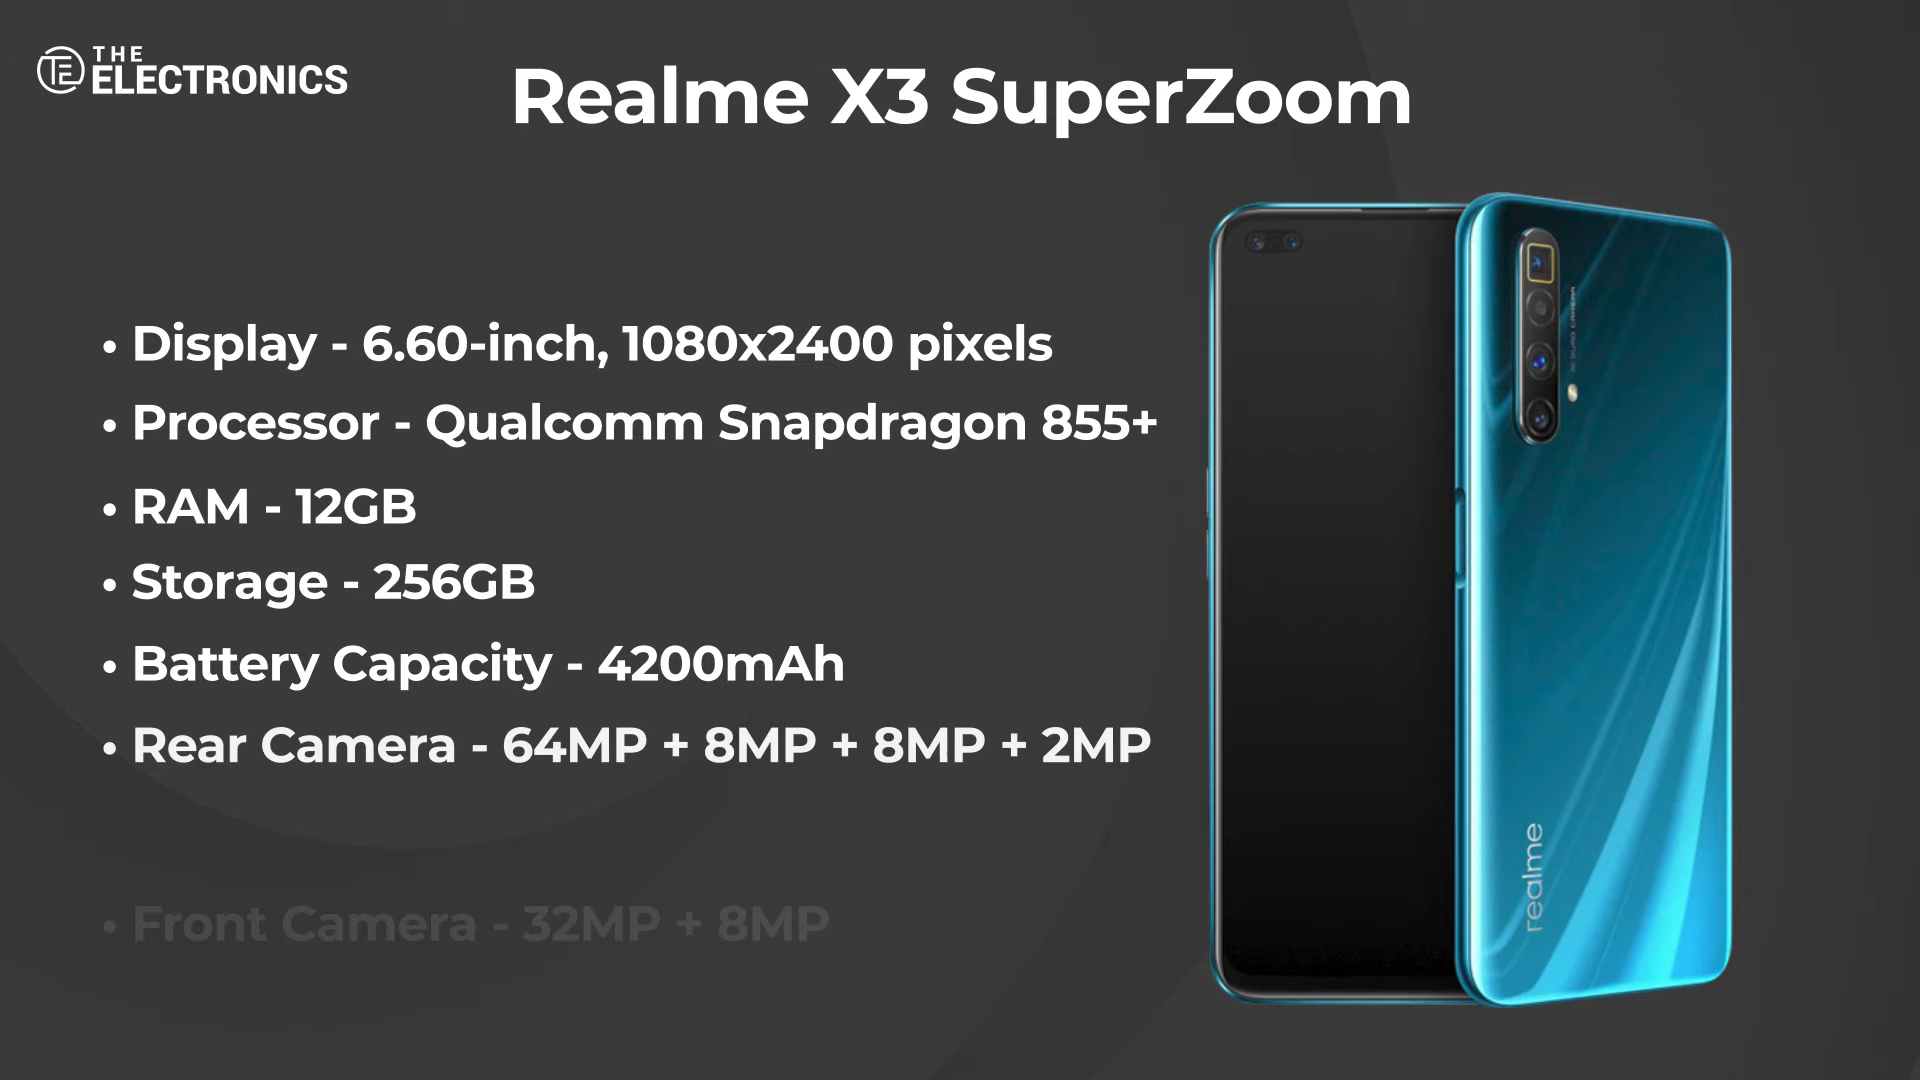 THE
ELECTRONICS
Realme X3 SuperZoom
• Display - 6.60-inch, 1080x2400 pixels
• Processor - Qualcomm Snapdragon 855+
• RAM - 12GB
• Storage - 256GB
• Battery Capacity - 4200mAh
• Rear Camera - 64MP + 8MP + 8MP + 2MP
• Front Camera - 32MP + 8MP
realme